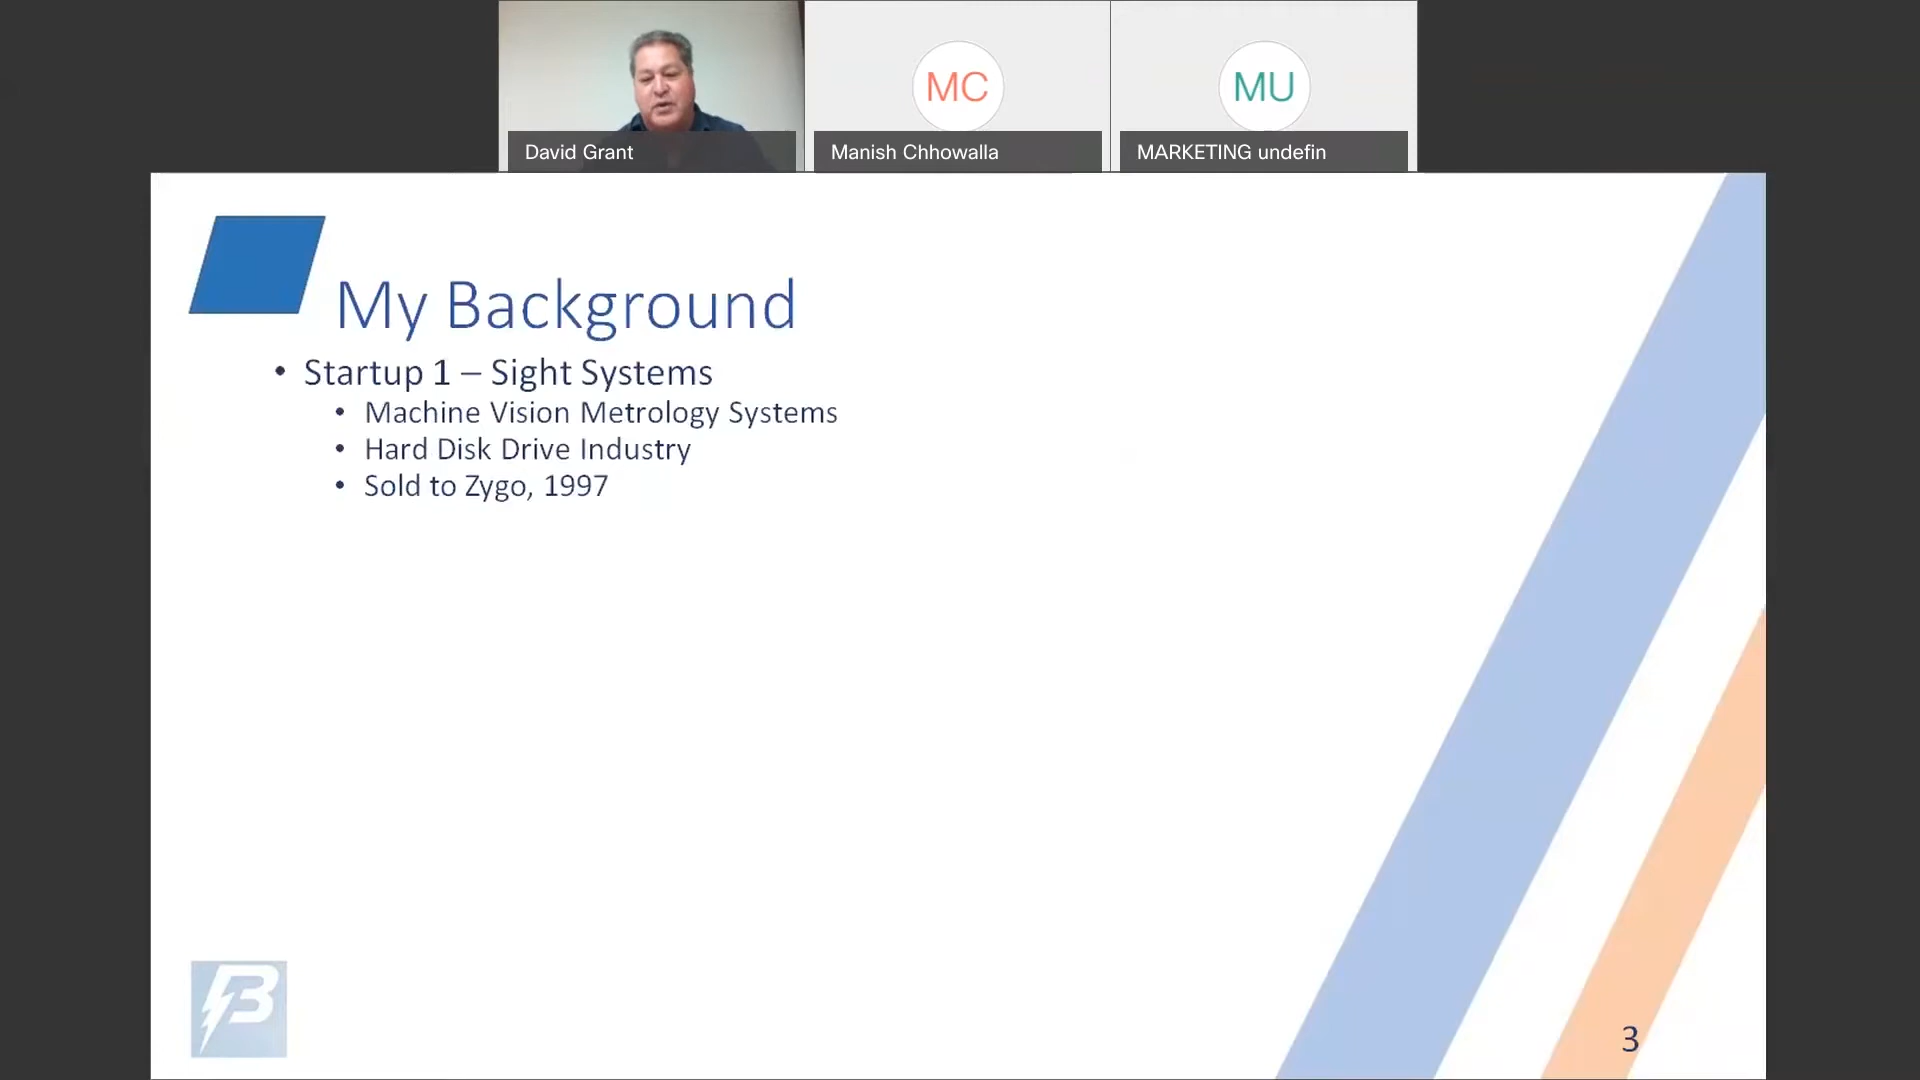 David Grant
MC
Manish Chhowalla
MU
MARKETING undefin
My Background
• Startup 1 – Sight Systems
• Machine Vision Metrology Systems
• Hard Disk Drive Industry
• Sold to Zygo, 1997
B
3